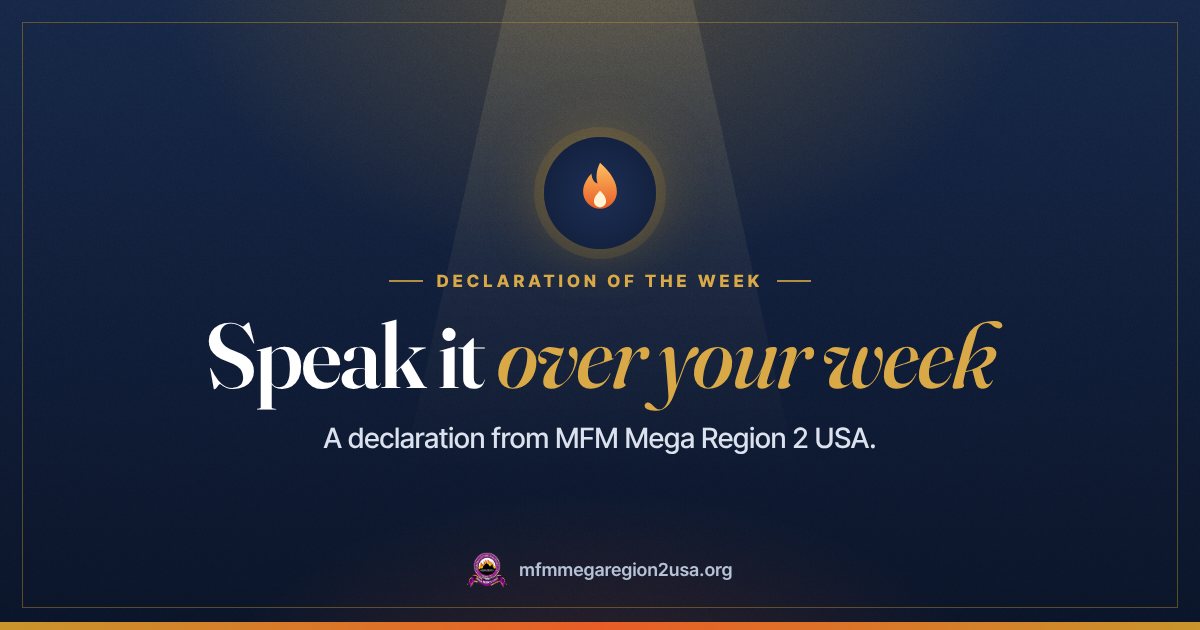 DECLARATION OF THE WEEK
Speak it over your week
A declaration from MFM Mega Region 2 USA.
mfmmegaregion2usa.org